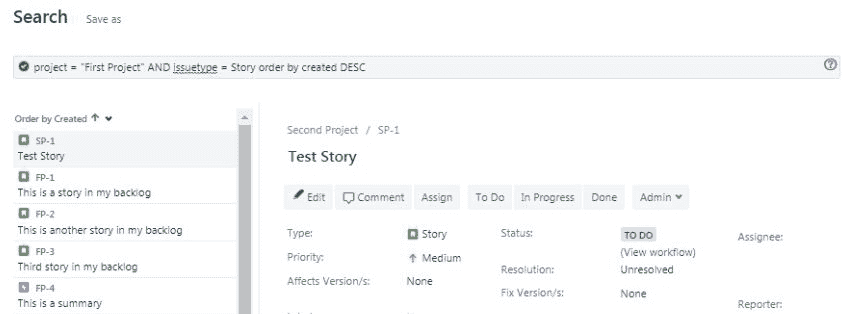 Search Save as
project = "First Project" AND issuetype = Story order by created DESC
Order by Created
SP-1
Test Story
FP-1
This is a story in my backlog
FP-2
This is another story in my backlog
FP-3
Third story in my backlog
FP-4
This is a summary
Second Project / SP-1
Test Story
Edit Comment Assign To Do In Progress Done Admin
Type: Story Status: TO DO Assignee:
(View workflow)
Priority: Medium Resolution: Unresolved
Affects Version/s: None Fix Version/s: None
Reporter: